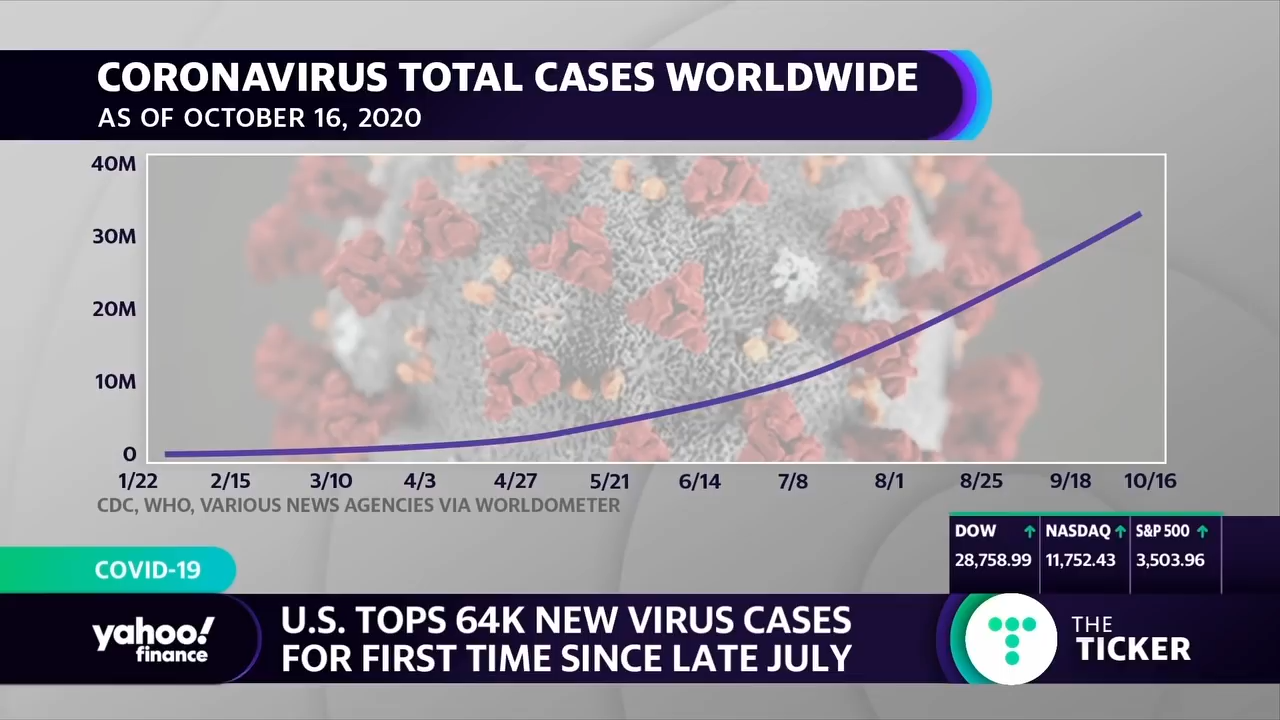 CORONAVIRUS TOTAL CASES WORLDWIDE
AS OF OCTOBER 16, 2020
40M
30M
20M
10M
0
1/22 2/15 3/10 4/3 4/27 5/21 6/14 7/8 8/1 8/25 9/18 10/16
CDC, WHO, VARIOUS NEWS AGENCIES VIA WORLDOMETER
DOW NASDAQ S&P 500
28,758.99 11,752.43 3,503.96
COVID-19
yahoo!
finance
U.S. TOPS 64K NEW VIRUS CASES
FOR FIRST TIME SINCE LATE JULY
THE
TICKER